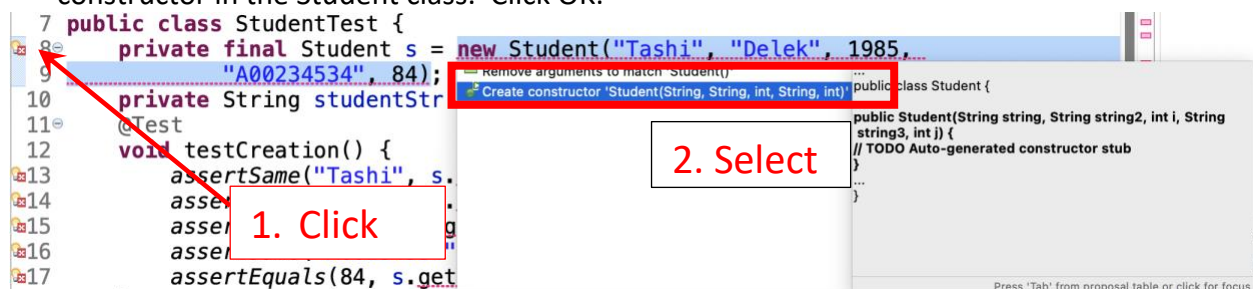 constructor in the Student class. Click OK.
7 public class StudentTest {
8 private final Student s = new Student("Tashi", "Delek", 1985,
9 "A00234534", 84);
Remove arguments to match 'Student()'
Create constructor 'Student(String, String, int, String, int)'
...
public class Student {
public Student(String string, String string2, int i, String
string3, int j) {
// TODO Auto-generated constructor stub
}
...
}
10 private String studentStr
11 @Test
12 void testCreation() {
13 assertSame("Tashi", s.
14 asse
15 asser
16 asser
17 assertEquals(84, s.get
1. Click
2. Select
Press 'Tab' from proposal table or click for focus